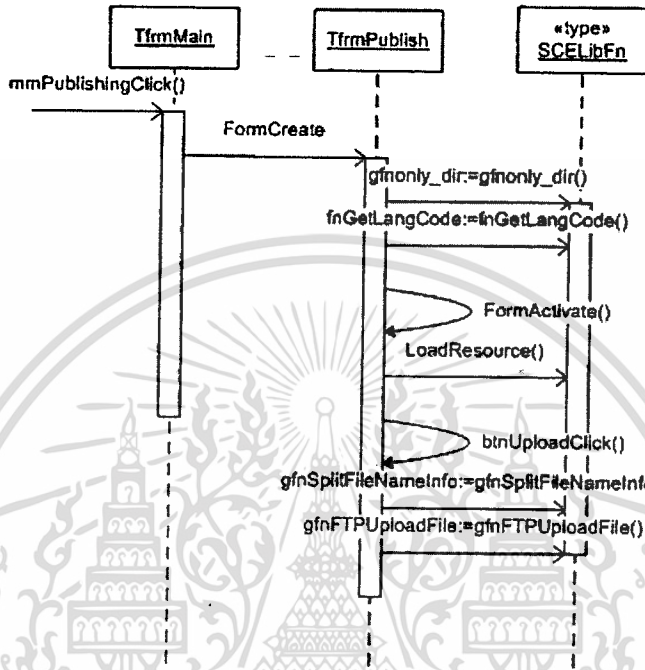 TfrmMain
TfrmPublish
«type»
SCELibFn
mmPublishingClick()
FormCreate
gfnonly_dir:=gfnonly_dir()
fnGetLangCode:=fnGetLangCode()
FormActivate()
LoadResource()
btnUploadClick()
gfnSplitFileNameInfo:=gfnSplitFileNameInfo
gfnFTPUploadFile:=gfnFTPUploadFile()